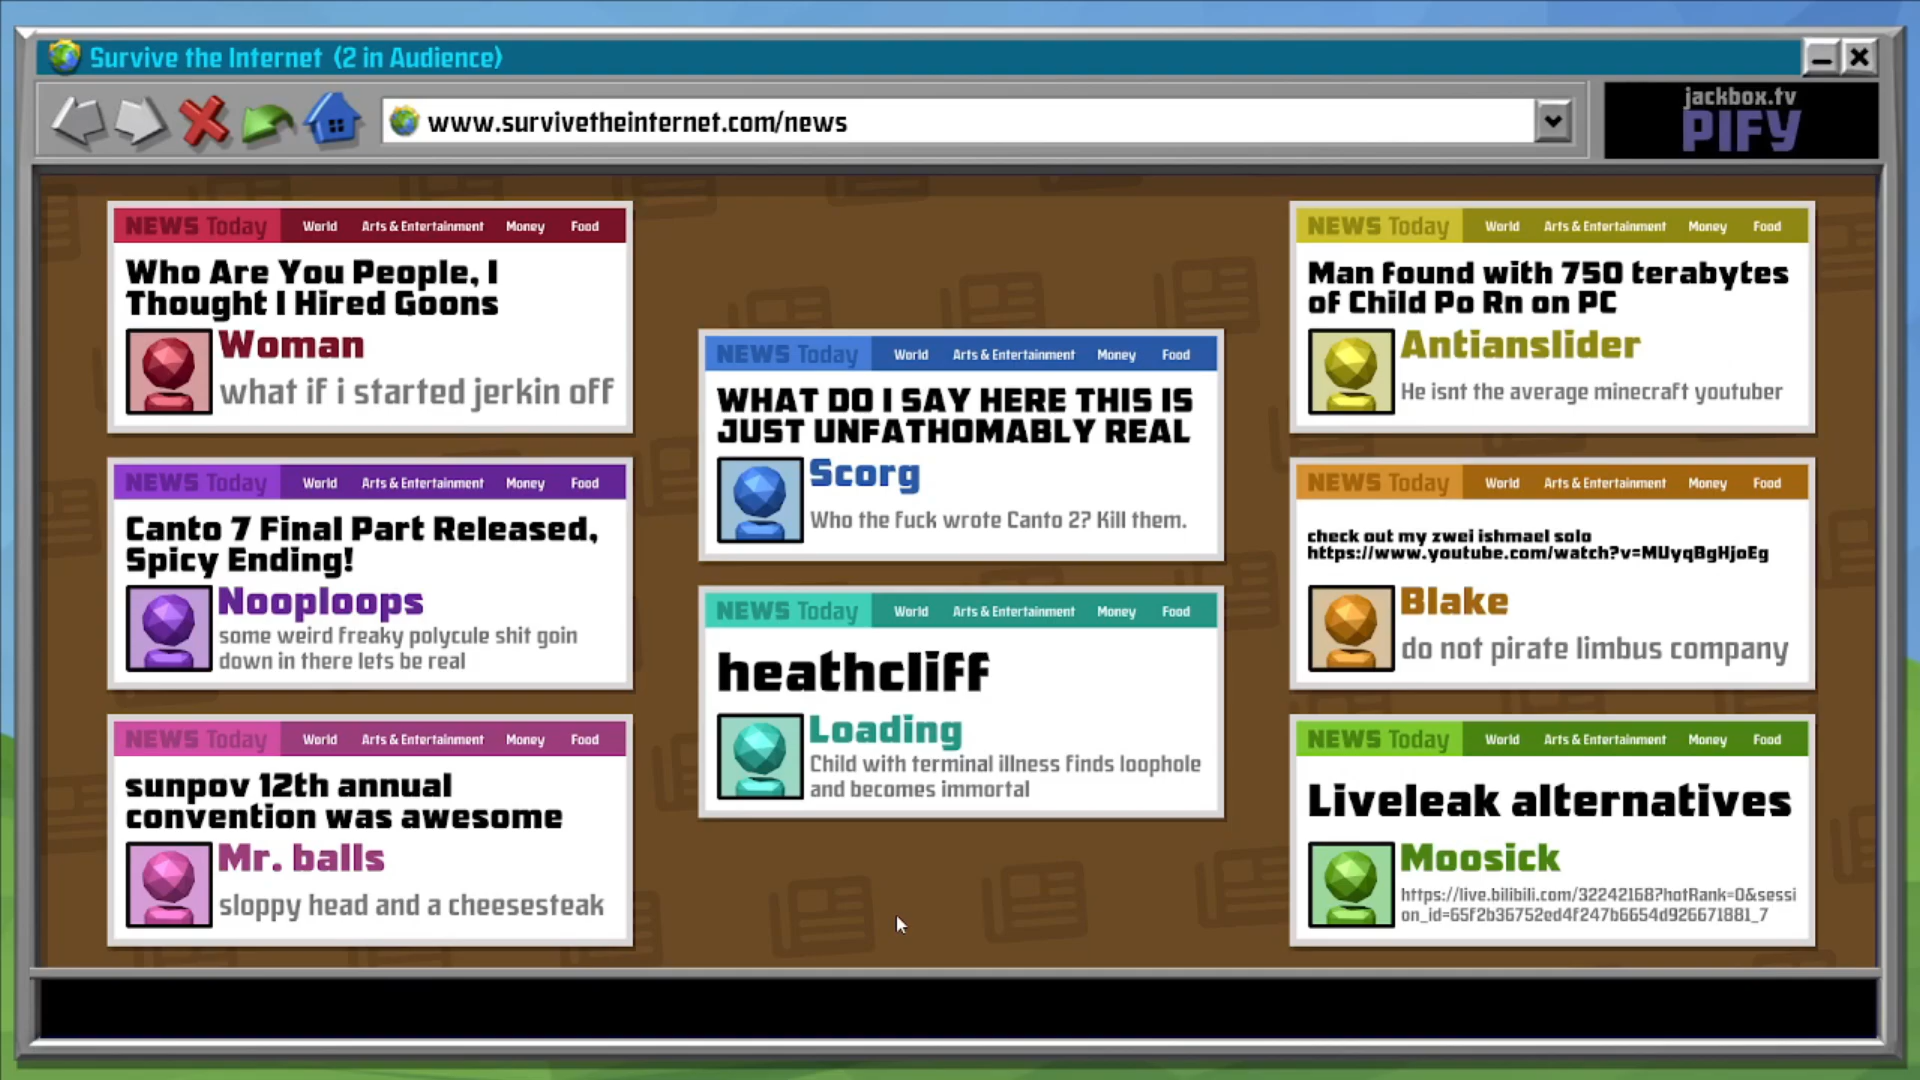 Survive the Internet (2 in Audience)
www.survivetheinternet.com/news
jackbox.tv
PIFY
NEWS Today World Arts & Entertainment Money Food
Who Are You People, I
Thought I Hired Goons
Woman
what if i started jerkin off
NEWS Today World Arts & Entertainment Money Food
Canto 7 Final Part Released,
Spicy Ending!
Nooploops
some weird freaky polycule shit goin
down in there lets be real
NEWS Today World Arts & Entertainment Money Food
sunpov 12th annual
convention was awesome
Mr. balls
sloppy head and a cheesesteak
NEWS Today World Arts & Entertainment Money Food
WHAT DO I SAY HERE THIS IS
JUST UNFATHOMABLY REAL
Scorg
Who the fuck wrote Canto 2? Kill them.
NEWS Today World Arts & Entertainment Money Food
heathcliff
Loading
Child with terminal illness finds loophole
and becomes immortal
NEWS Today World Arts & Entertainment Money Food
Man found with 750 terabytes
of Child Po Rn on PC
Antianslider
He isnt the average minecraft youtuber
NEWS Today World Arts & Entertainment Money Food
check out my zwei ishmael solo
https://www.youtube.com/watch?v=MUyqBgHjoEg
Blake
do not pirate limbus company
NEWS Today World Arts & Entertainment Money Food
Liveleak alternatives
Moosick
https://live.bilibili.com/32242168?hotRank=0&sessi
on_id=65f2b36752ed4f247b6654d926671881_7